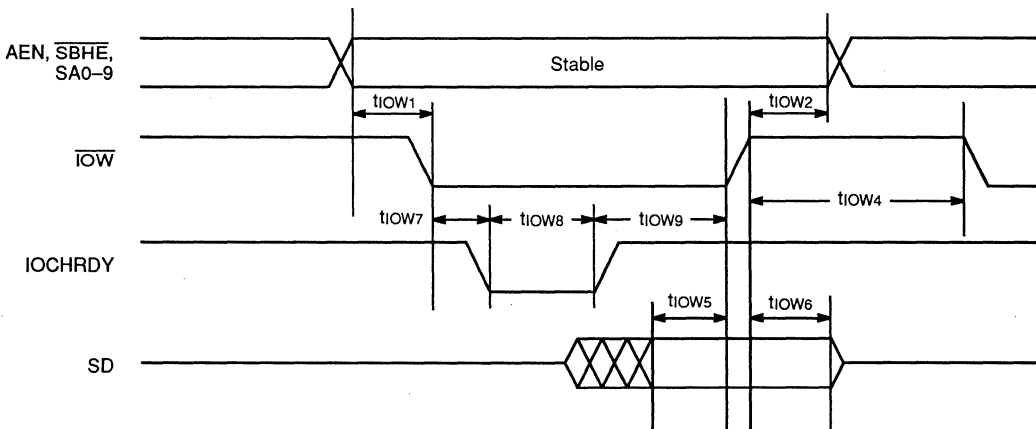 AEN, SBHE,
SA0–9
Stable
tIOW1
tIOW2
IOW
tIOW4
tIOW7
tIOW8
tIOW9
IOCHRDY
tIOW5
tIOW6
SD